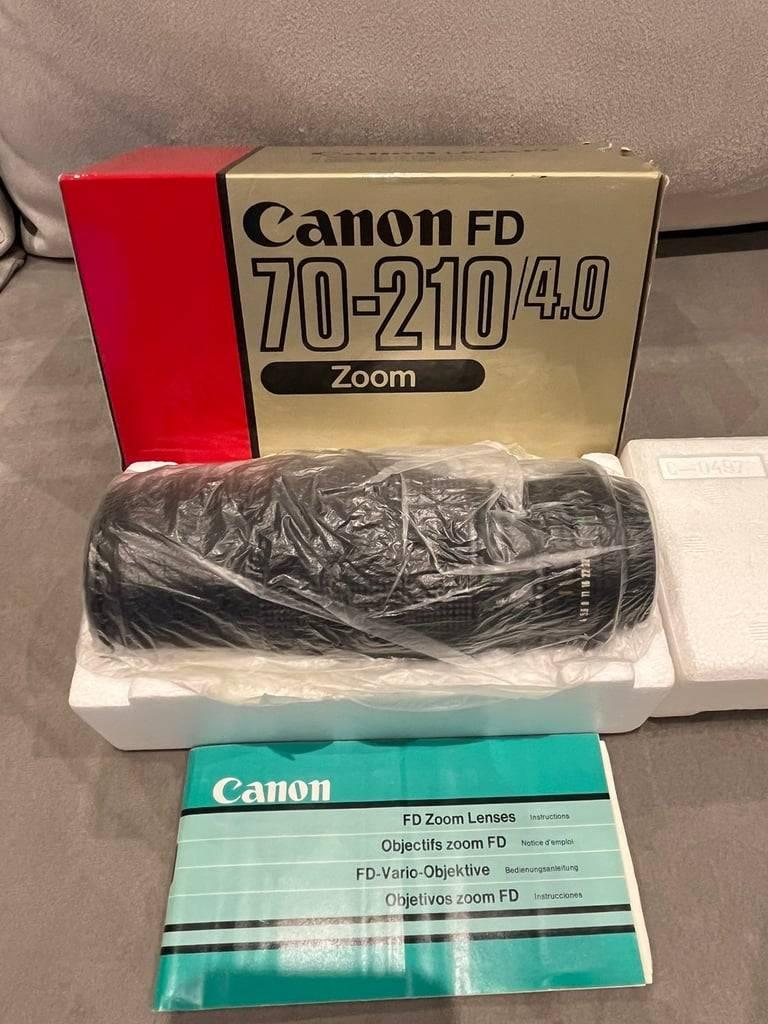 Canon FD
70-210/4.0
Zoom
C-0497
Canon
FD Zoom Lenses Instructions
Objectifs zoom FD Notice d'emploi
FD-Vario-Objektive Bedienungsanleitung
Objetivos zoom FD Instrucciones